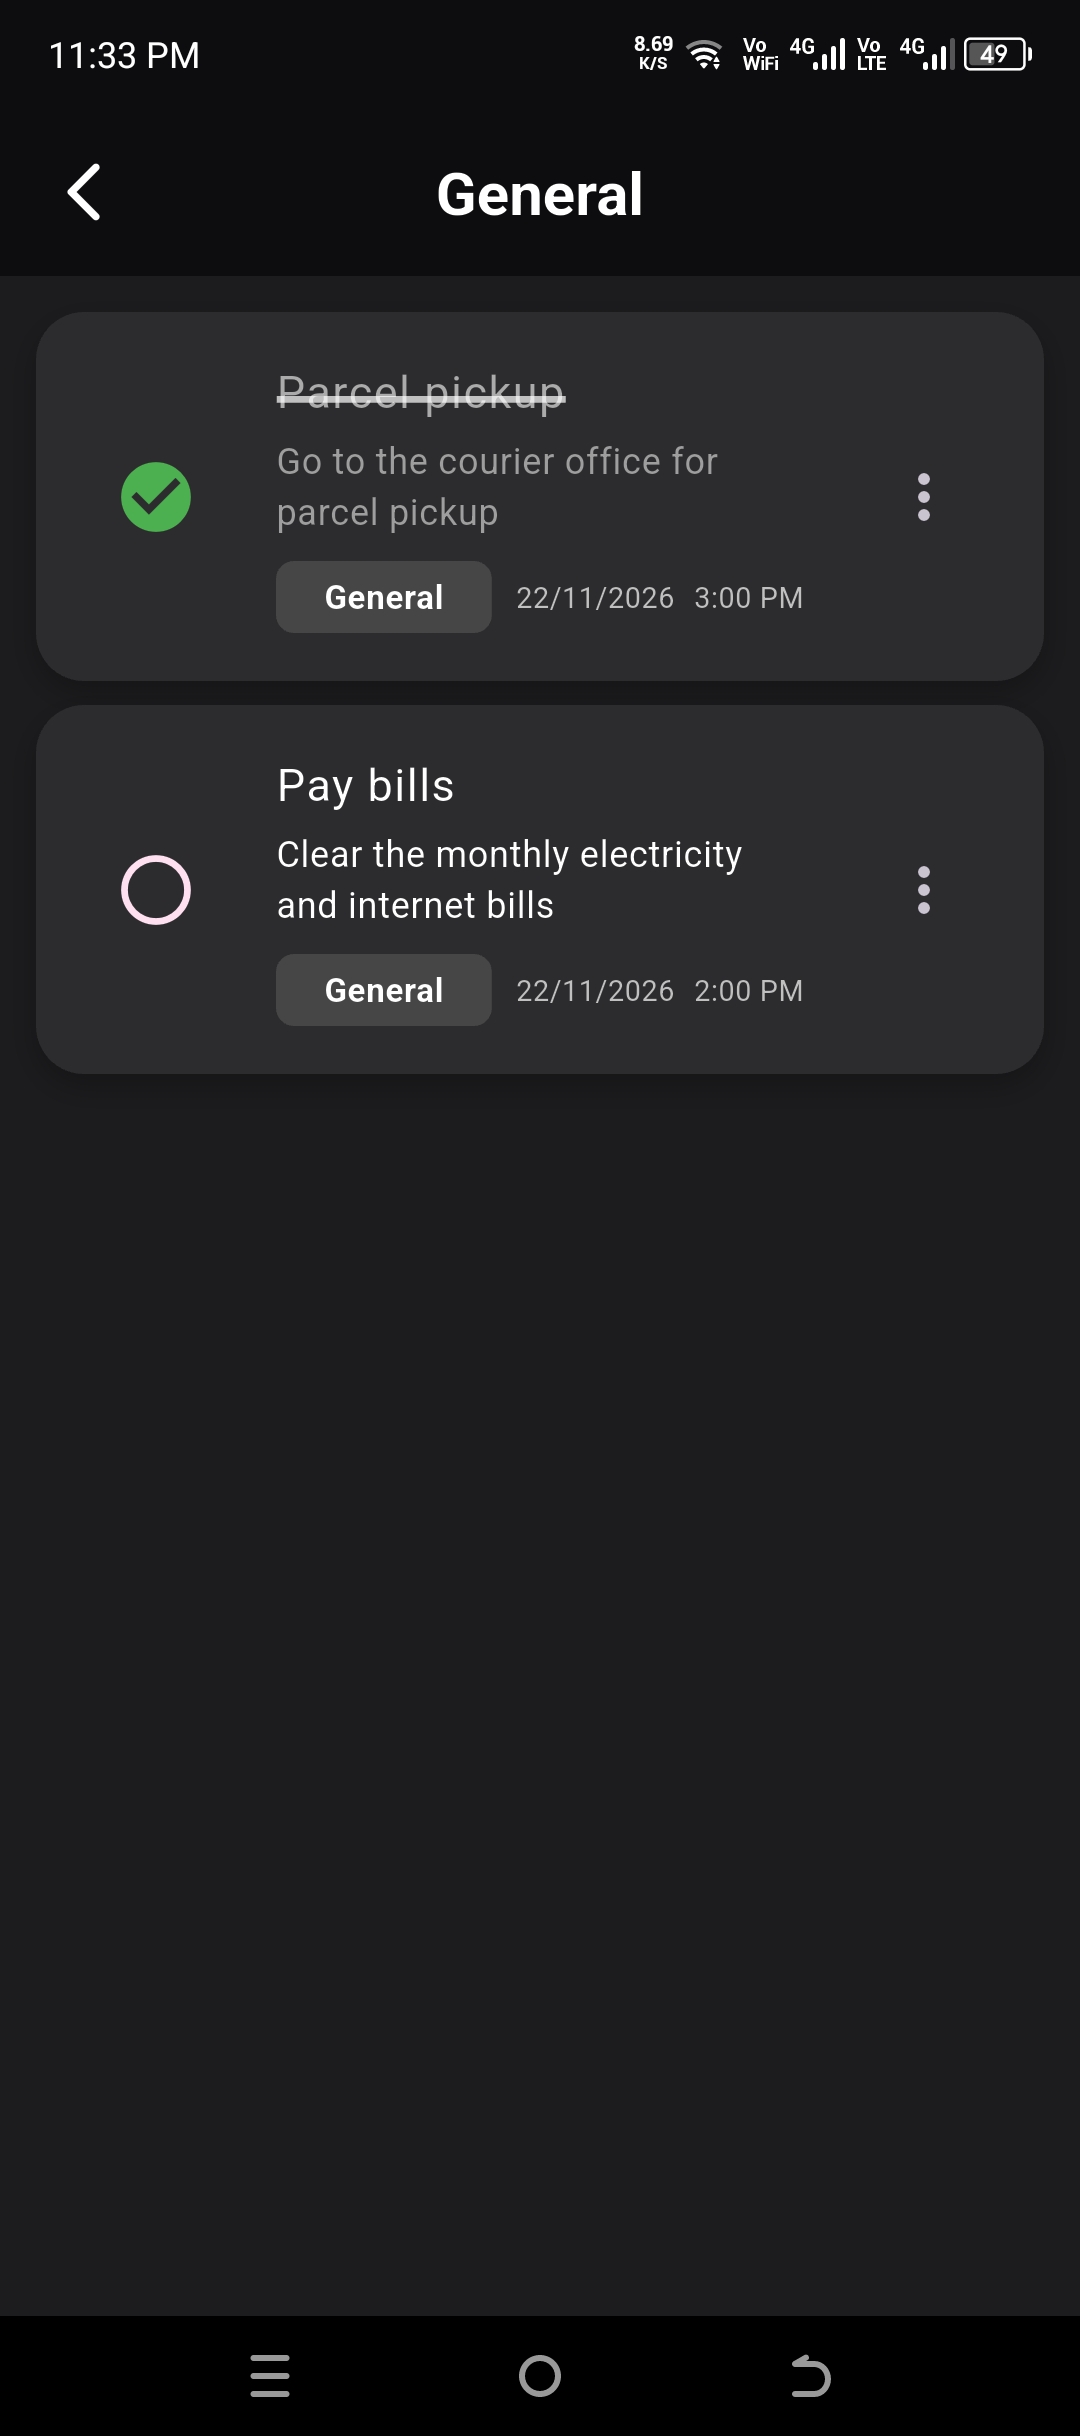 11:33 PM 8.69 K/S Vo WiFi 4G Vo LTE 4G 49
General
Parcel pickup
Go to the courier office for
parcel pickup
General 22/11/2026 3:00 PM
Pay bills
Clear the monthly electricity
and internet bills
General 22/11/2026 2:00 PM